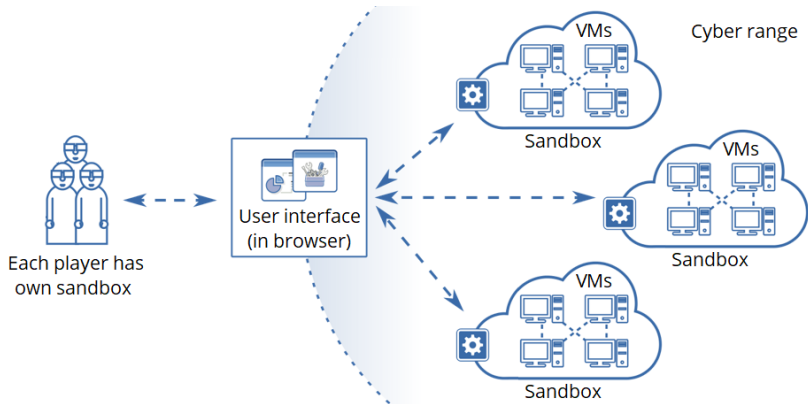 VMs
Cyber range
Sandbox
VMs
User interface
(in browser)
Each player has
own sandbox
Sandbox
VMs
Sandbox